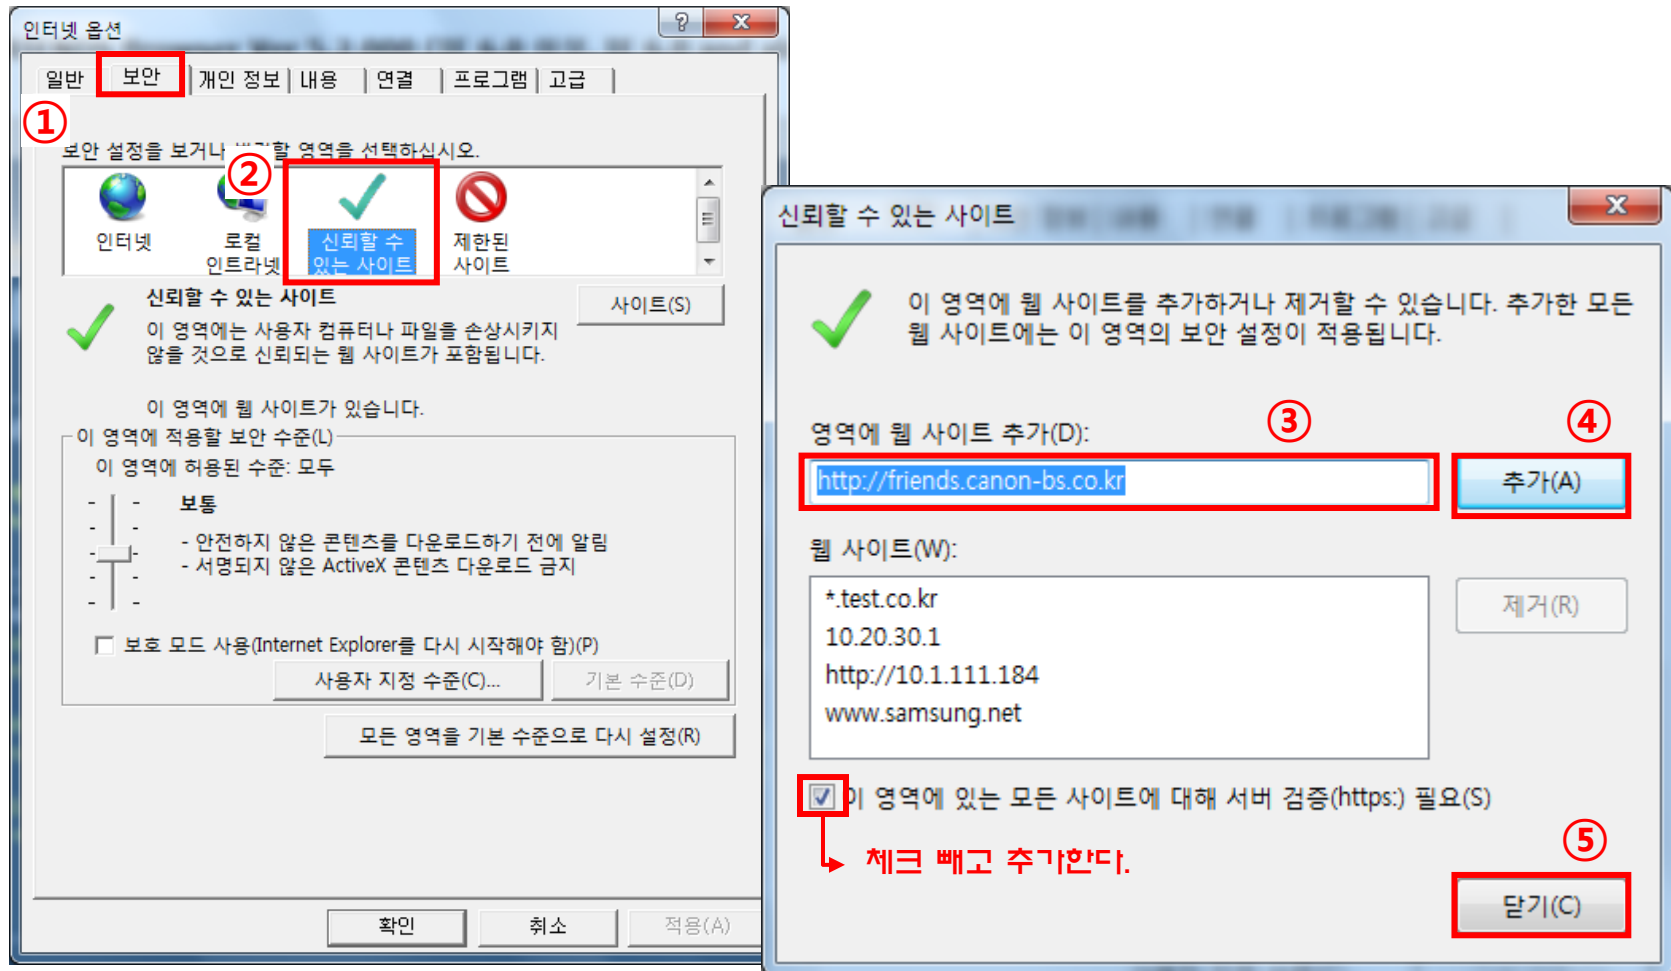 인터넷 옵션
일반 보안 개인 정보 내용 연결 프로그램 고급
①
보안 설정을 보거나 영역을 선택하십시오.
②
인터넷
로컬 인트라넷
신뢰할 수 있는 사이트
제한된 사이트
신뢰할 수 있는 사이트
사이트(S)
이 영역에는 사용자 컴퓨터나 파일을 손상시키지
않을 것으로 신뢰되는 웹 사이트가 포함됩니다.
이 영역에 웹 사이트가 있습니다.
이 영역에 적용할 보안 수준(L)
이 영역에 허용된 수준: 모두
보통
- 안전하지 않은 콘텐츠를 다운로드하기 전에 알림
- 서명되지 않은 ActiveX 콘텐츠 다운로드 금지
보호 모드 사용(Internet Explorer를 다시 시작해야 함)(P)
사용자 지정 수준(C)... 기본 수준(D)
모든 영역을 기본 수준으로 다시 설정(R)
확인 취소 적용(A)
신뢰할 수 있는 사이트
이 영역에 웹 사이트를 추가하거나 제거할 수 있습니다. 추가한 모든
웹 사이트에는 이 영역의 보안 설정이 적용됩니다.
③ ④
영역에 웹 사이트 추가(D):
http://friends.canon-bs.co.kr 추가(A)
웹 사이트(W):
*.test.co.kr
제거(R)
10.20.30.1
http://10.1.111.184
www.samsung.net
이 영역에 있는 모든 사이트에 대해 서버 검증(https:) 필요(S)
⑤
체크 빼고 추가한다.
닫기(C)